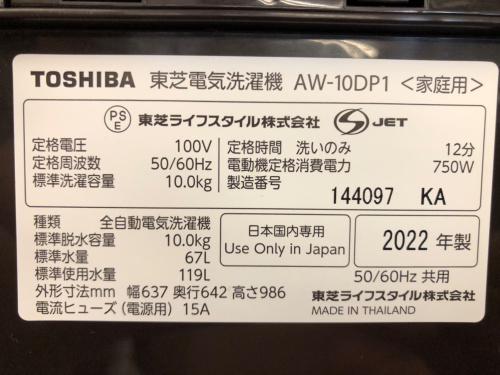 TOSHIBA 東芝電気洗濯機 AW-10DP1 <家庭用>
PS E 東芝ライフスタイル株式会社 S JET
定格電圧 100V
定格周波数 50/60Hz
標準洗濯容量 10.0kg
定格時間 洗いのみ 12分
電動機定格消費電力 750W
製造番号
144097 KA
種類 全自動電気洗濯機
標準脱水容量 10.0kg
標準水量 67L
標準使用水量 119L
外形寸法mm 幅637 奥行642 高さ986
電流ヒューズ(電源用) 15A
日本国内専用
Use Only in Japan
2022 年製
50/60Hz 共用
東芝ライフスタイル株式会社
MADE IN THAILAND